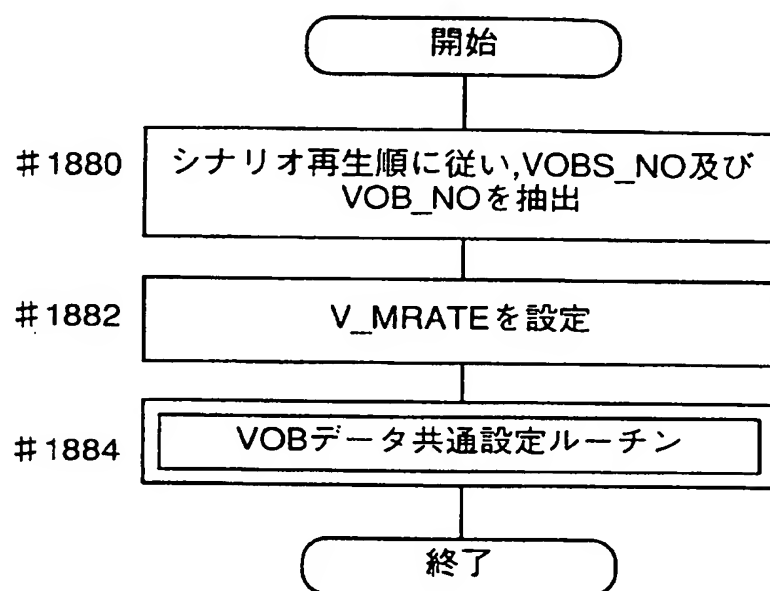 開始
#1880
シナリオ再生順に従い,VOBS_NO及び
VOB_NOを抽出
#1882
V_MRATEを設定
#1884
VOBデータ共通設定ルーチン
終了